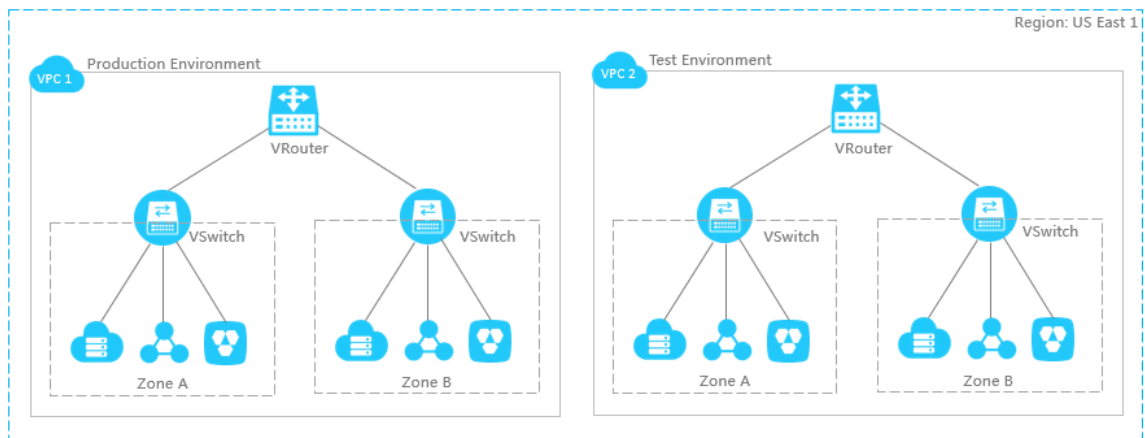 Region: US East 1
VPC 1
Production Environment
VRouter
VSwitch
VSwitch
Zone A
Zone B
VPC 2
Test Environment
VRouter
VSwitch
VSwitch
Zone A
Zone B